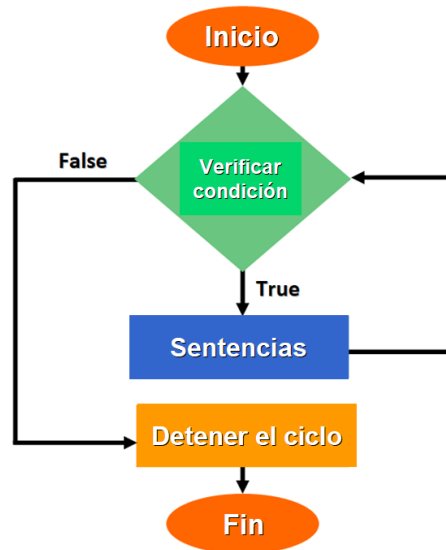 Inicio
False
Verificar
condición
True
Sentencias
Detener el ciclo
Fin